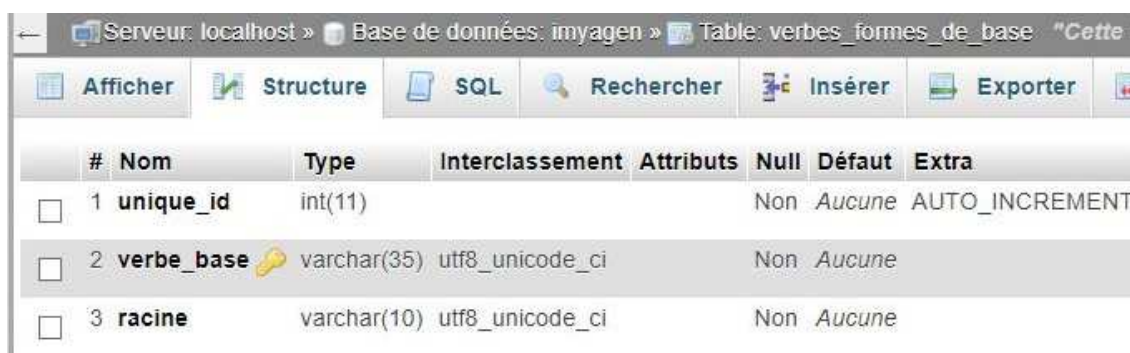 ← Serveur: localhost » Base de données: imyagen » Table: verbes_formes_de_base "Cette
Afficher Structure SQL Rechercher Insérer Exporter
# Nom Type Interclassement Attributs Null Défaut Extra
1 unique_id int(11) Non Aucune AUTO_INCREMENT
2 verbe_base varchar(35) utf8_unicode_ci Non Aucune
3 racine varchar(10) utf8_unicode_ci Non Aucune